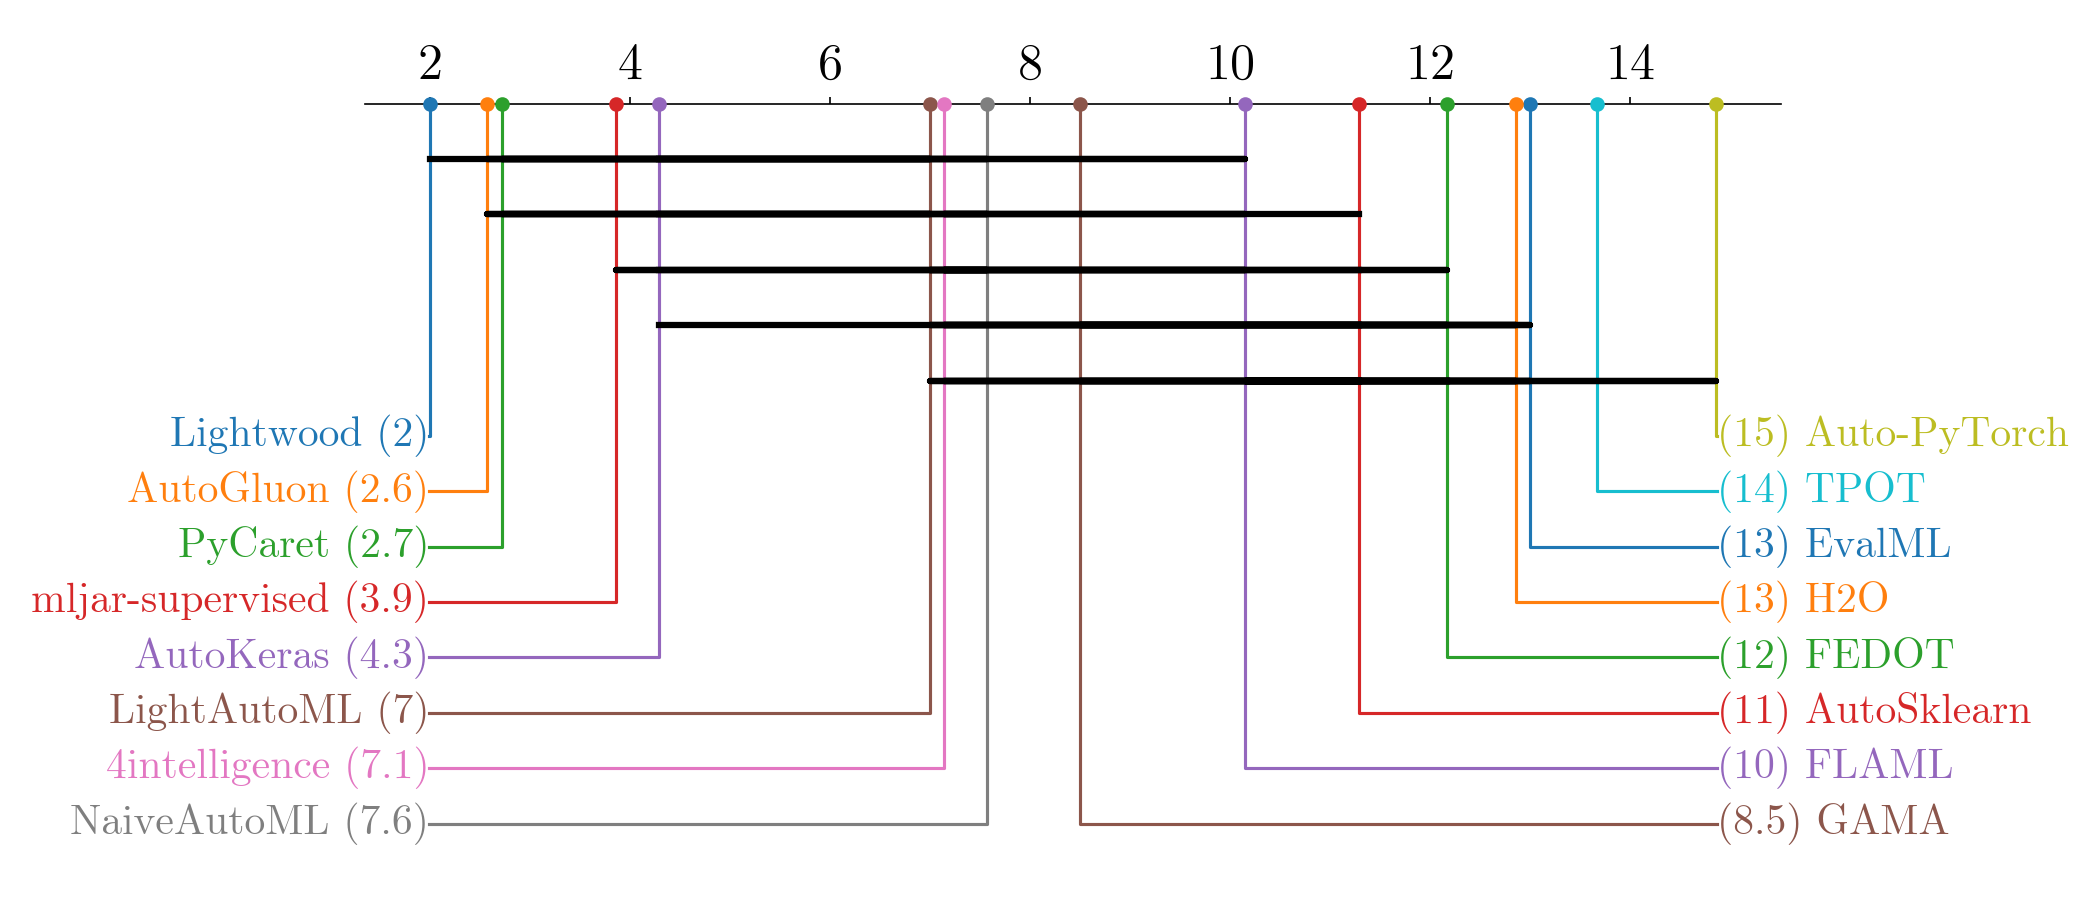 2 4 6 8 10 12 14
Lightwood (2)
AutoGluon (2.6)
PyCaret (2.7)
mljar-supervised (3.9)
AutoKeras (4.3)
LightAutoML (7)
4intelligence (7.1)
NaiveAutoML (7.6)
(15) Auto-PyTorch
(14) TPOT
(13) EvalML
(13) H2O
(12) FEDOT
(11) AutoSklearn
(10) FLAML
(8.5) GAMA